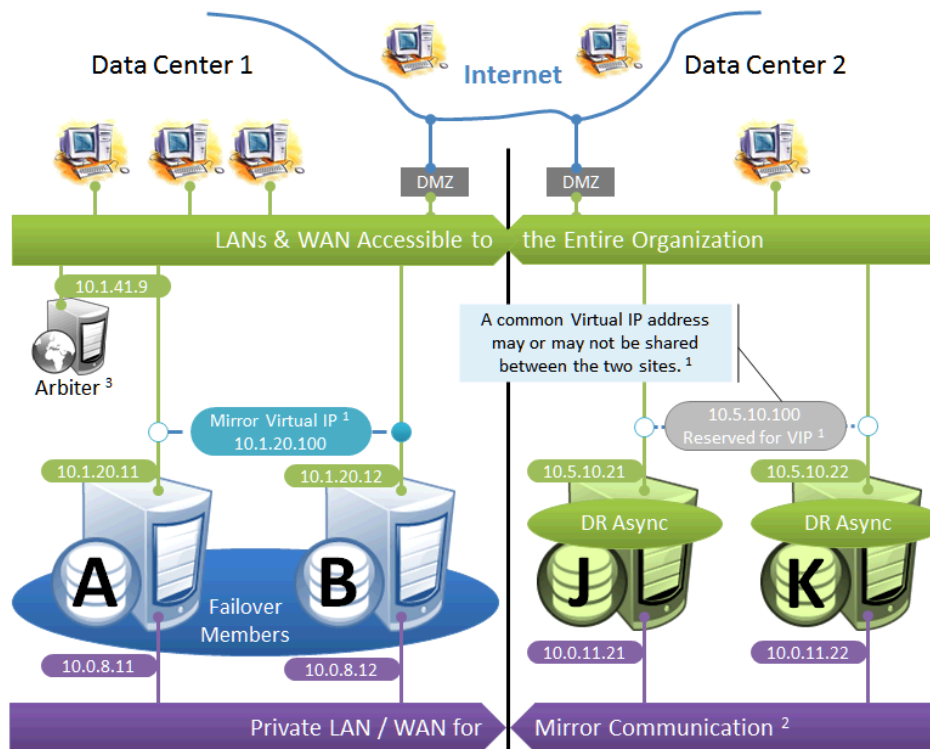 Data Center 1
Internet
Data Center 2
DMZ
DMZ
LANs & WAN Accessible to
the Entire Organization
10.1.41.9
Arbiter ³
A common Virtual IP address
may or may not be shared
between the two sites. ¹
Mirror Virtual IP ¹
10.1.20.100
10.5.10.100
Reserved for VIP ¹
10.1.20.11
10.1.20.12
10.5.10.21
10.5.10.22
DR Async
DR Async
A
B
J
K
Failover
Members
10.0.8.11
10.0.8.12
10.0.11.21
10.0.11.22
Private LAN / WAN for
Mirror Communication ²